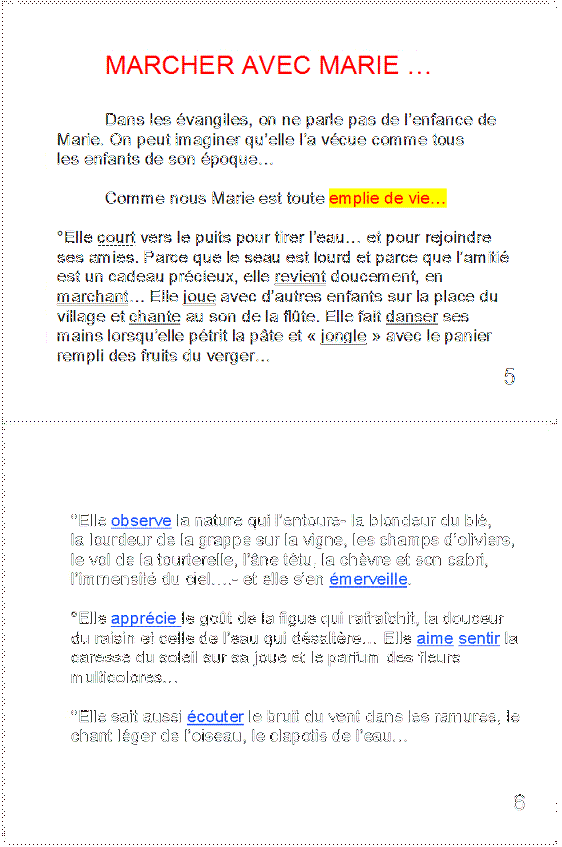 MARCHER AVEC MARIE …
Dans les évangiles, on ne parle pas de l'enfance de
Marie. On peut imaginer qu'elle l'a vécue comme tous
les enfants de son époque…
Comme nous Marie est toute emplie de vie…
°Elle court vers le puits pour tirer l'eau… et pour rejoindre
ses amies. Parce que le seau est lourd et parce que l'amitié
est un cadeau précieux, elle revient doucement, en
marchant… Elle joue avec d'autres enfants sur la place du
village et chante au son de la flûte. Elle fait danser ses
mains lorsqu'elle pétrit la pâte et « jongle » avec le panier
rempli des fruits du verger…
5
°Elle observe la nature qui l'entoure- la blondeur du blé,
la lourdeur de la grappe sur la vigne, les champs d'oliviers,
le vol de la tourterelle, l'âne têtu, la chèvre et son cabri,
l'immensité du ciel….- et elle s'en émerveille.
°Elle apprécie le goût de la figue qui rafraîchit, la douceur
du raisin et celle de l'eau qui désaltère… Elle aime sentir la
caresse du soleil sur sa joue et le parfum des fleurs
multicolores…
°Elle sait aussi écouter le bruit du vent dans les ramures, le
chant léger de l'oiseau, le clapotis de l'eau…
6